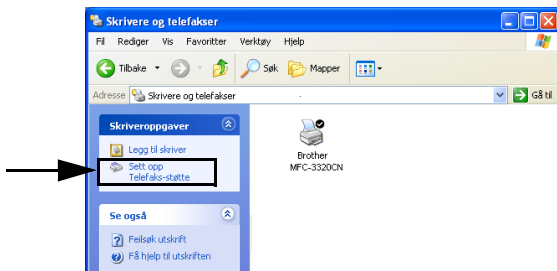 Skrivere og telefakser
Fil Rediger Vis Favoritter Verktøy Hjelp
Tilbake Søk Mapper
Adresse Skrivere og telefakser Gå til
Skriveroppgaver
Legg til skriver
Sett opp
Telefaks-støtte
Se også
Feilsøk utskrift
Få hjelp til utskriften
Brother
MFC-3320CN